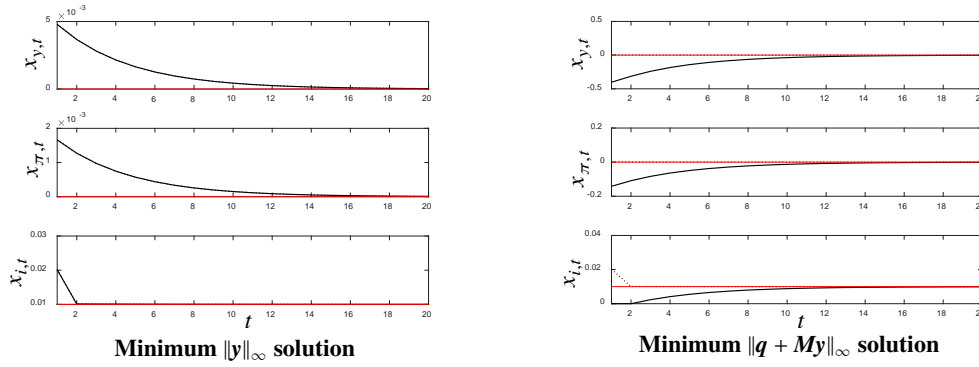 5 × 10⁻³
x_{y,t}
0
2 4 6 8 10 12 14 16 18 20
2 × 10⁻³
x_{π,t}
1
0
2 4 6 8 10 12 14 16 18 20
0.03
x_{i,t}
0.02
0.01
2 4 6 8 10 12 14 16 18 20
t
Minimum ‖y‖∞ solution
0.5
x_{y,t}
0
-0.5
2 4 6 8 10 12 14 16 18 2
0.2
x_{π,t}
0
-0.2
2 4 6 8 10 12 14 16 18 2
0.04
x_{i,t}
0.02
0
2 4 6 8 10 12 14 16 18 2
t
Minimum ‖q + My‖∞ solution